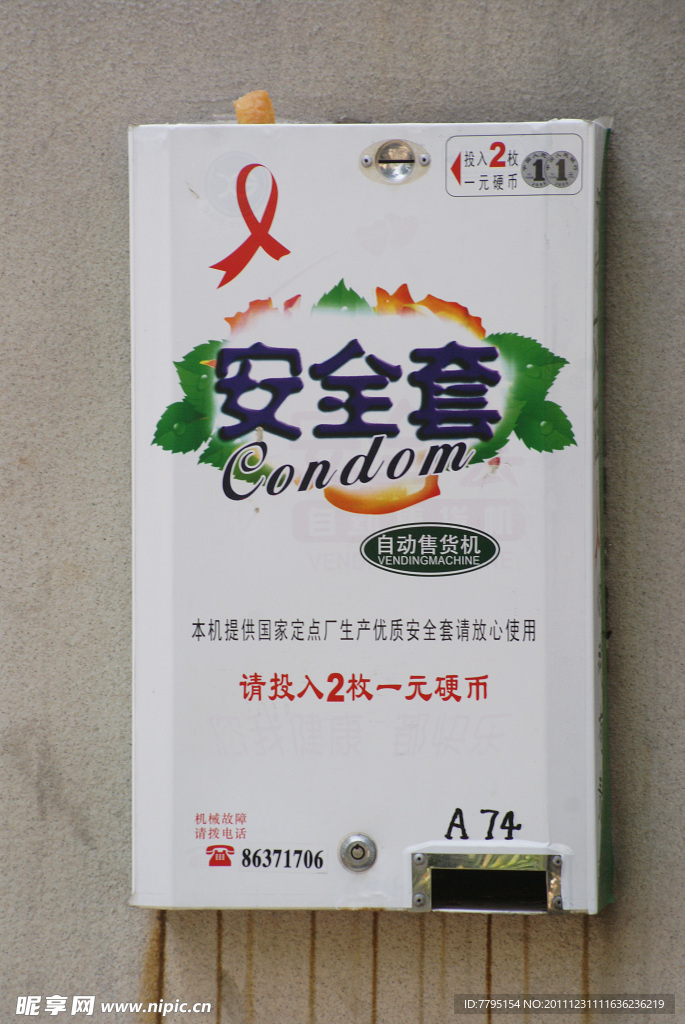 投入2枚
一元硬币
1 1
安全套
Condom
自动售货机
VENDINGMACHINE
本机提供国家定点厂生产优质安全套请放心使用
请投入2枚一元硬币
机械故障
请拨电话
86371706
A 74
昵享网 www.nipic.cn
ID:7795154 NO:20111231111636236219